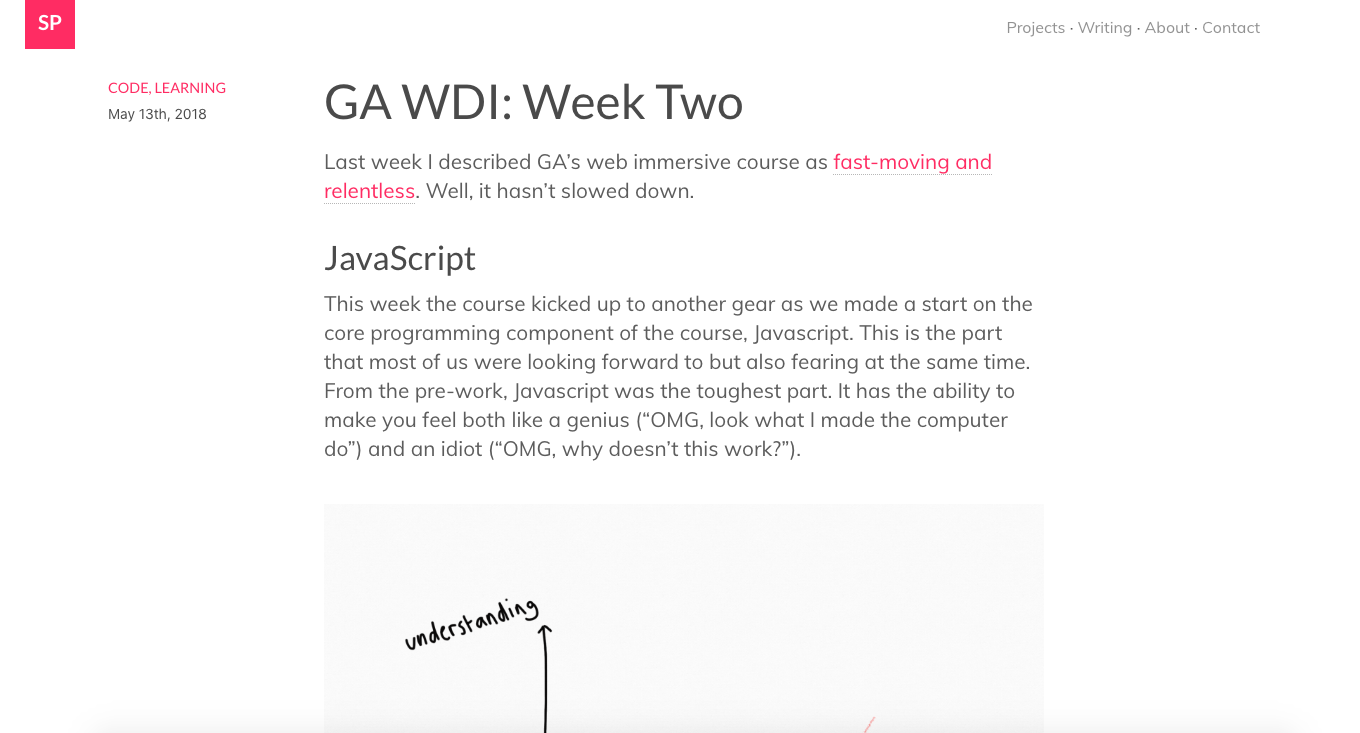 SP
Projects · Writing · About · Contact
CODE, LEARNING
May 13th, 2018
GA WDI: Week Two
Last week I described GA’s web immersive course as fast-moving and
relentless. Well, it hasn’t slowed down.
JavaScript
This week the course kicked up to another gear as we made a start on the
core programming component of the course, Javascript. This is the part
that most of us were looking forward to but also fearing at the same time.
From the pre-work, Javascript was the toughest part. It has the ability to
make you feel both like a genius (“OMG, look what I made the computer
do”) and an idiot (“OMG, why doesn’t this work?”).
understanding